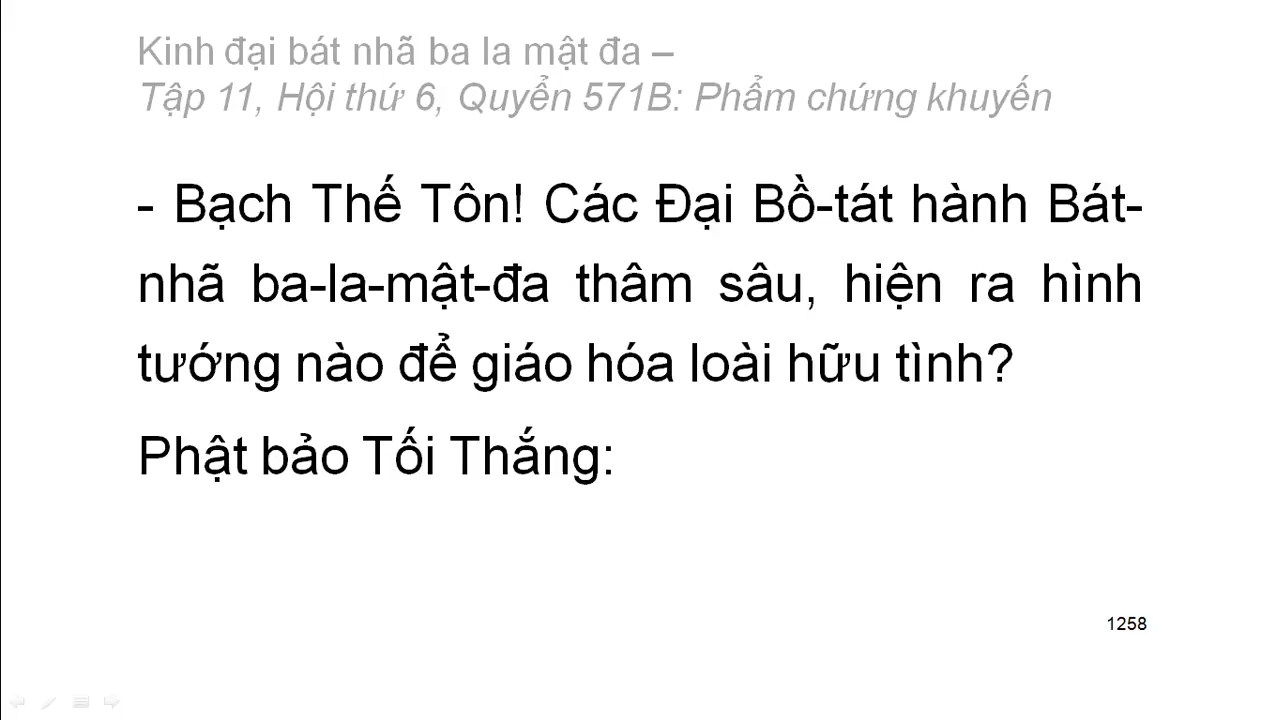 Kinh đại bát nhã ba la mật đa –
Tập 11, Hội thứ 6, Quyển 571B: Phẩm chứng khuyến
- Bạch Thế Tôn! Các Đại Bồ-tát hành Bát-
nhã ba-la-mật-đa thâm sâu, hiện ra hình
tướng nào để giáo hóa loài hữu tình?
Phật bảo Tối Thắng:
1258